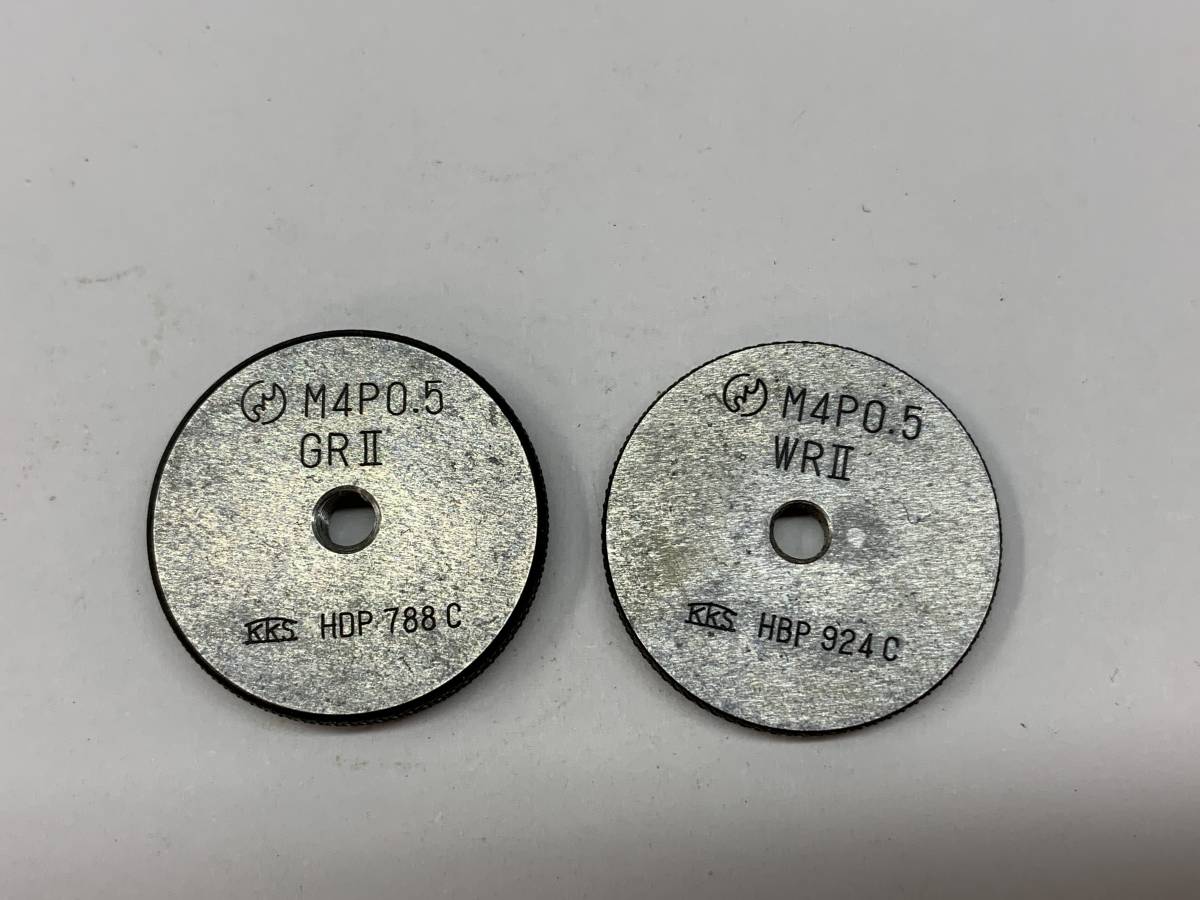 M4P0.5
GRⅡ
KKS HDP 788 C
M4P0.5
WRⅡ
KKS HBP 924 C